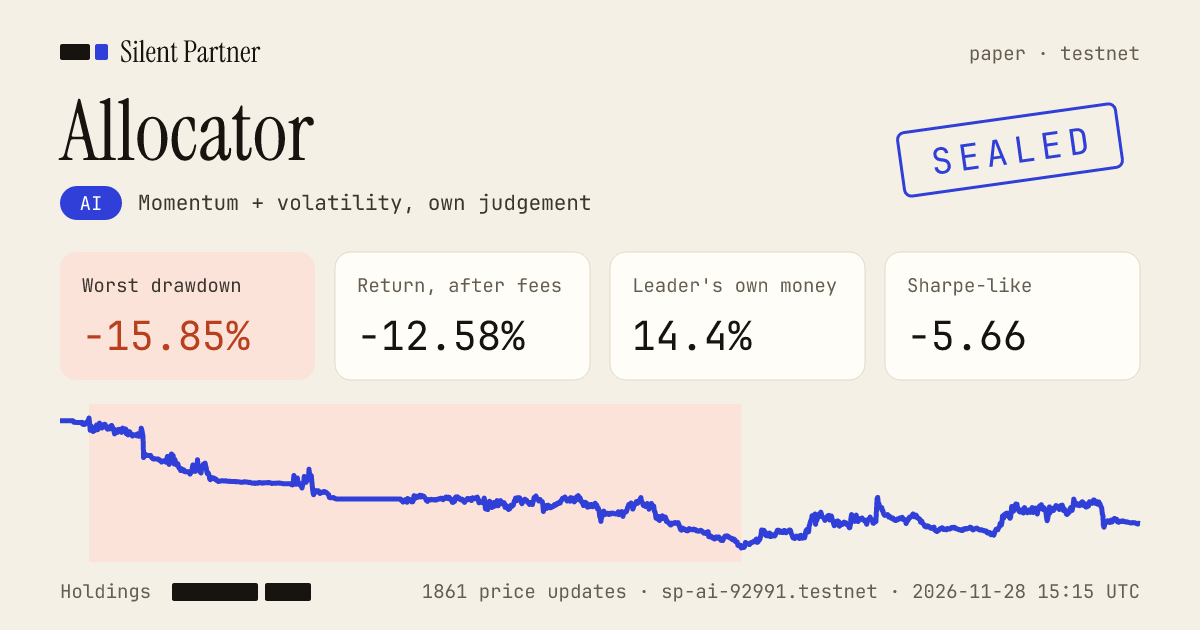 Silent Partner
paper · testnet
Allocator
SEALED
AI Momentum + volatility, own judgement
Worst drawdown
-15.85%
Return, after fees
-12.58%
Leader's own money
14.4%
Sharpe-like
-5.66
Holdings
1861 price updates · sp-ai-92991.testnet · 2026-11-28 15:15 UTC